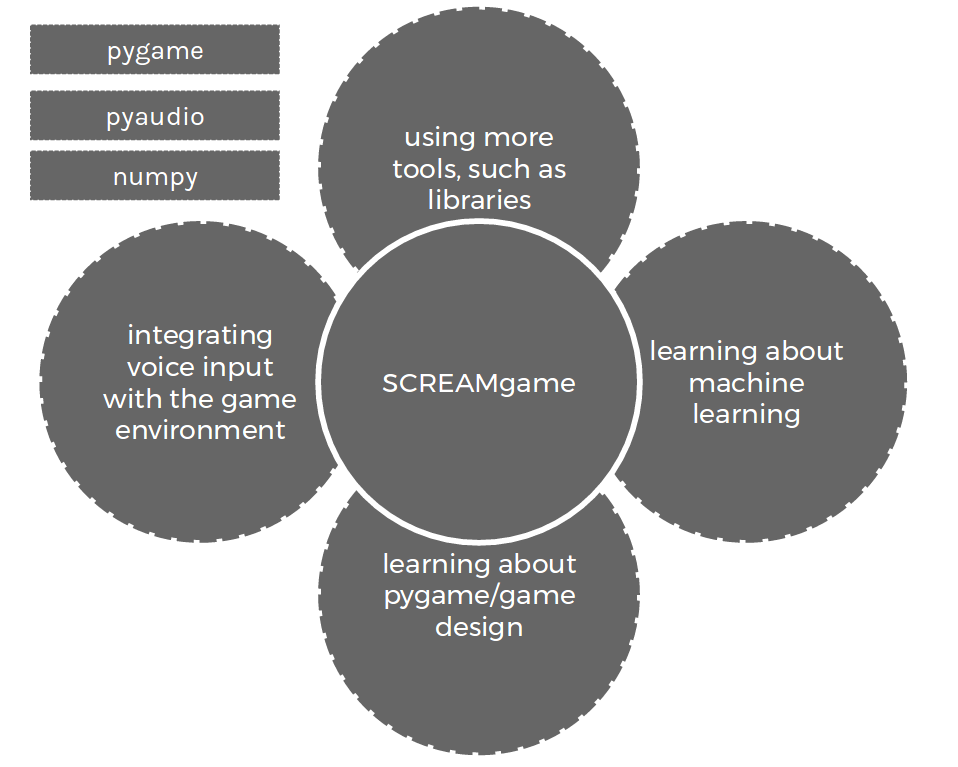 pygame
pyaudio
numpy
using more
tools, such as
libraries
integrating
voice input
with the game
environment
SCREAMgame
learning about
machine
learning
learning about
pygame/game
design